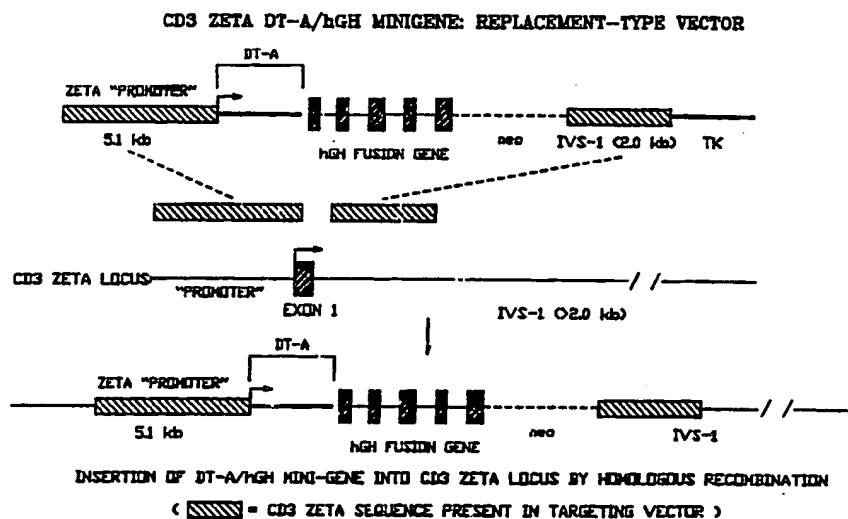 CD3 ZETA DT-A/hGH MINIGENE: REPLACEMENT-TYPE VECTOR
DT-A
ZETA "PROMOTER"
5.1 kb
hGH FUSION GENE
neo
IVS-1 (2.0 kb)
TK
CD3 ZETA LOCUS
"PROMOTER"
EXON 1
IVS-1 (>2.0 kb)
DT-A
ZETA "PROMOTER"
5.1 kb
hGH FUSION GENE
neo
IVS-1
INSERTION OF DT-A/hGH MINI-GENE INTO CD3 ZETA LOCUS BY HOMOLOGOUS RECOMBINATION
( = CD3 ZETA SEQUENCE PRESENT IN TARGETING VECTOR )